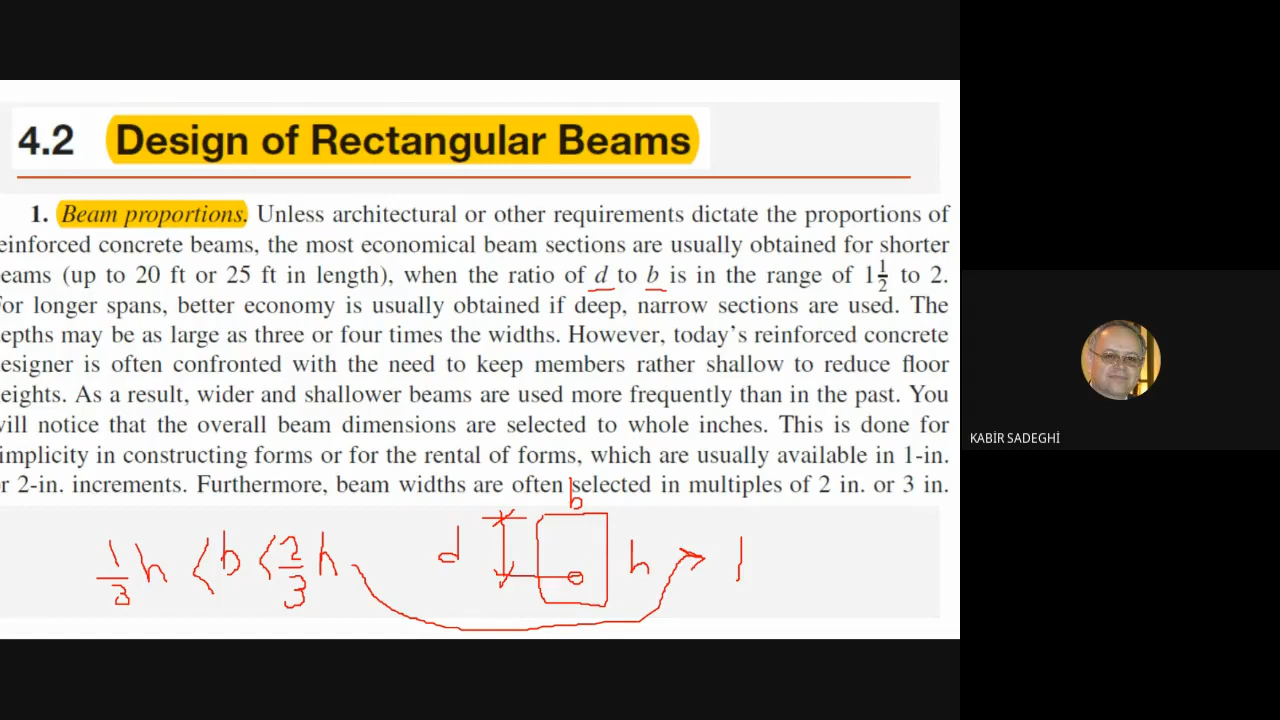 4.2 Design of Rectangular Beams
1. Beam proportions. Unless architectural or other requirements dictate the proportions of
einforced concrete beams, the most economical beam sections are usually obtained for shorter
eams (up to 20 ft or 25 ft in length), when the ratio of d to b is in the range of 1 1/2 to 2.
or longer spans, better economy is usually obtained if deep, narrow sections are used. The
epths may be as large as three or four times the widths. However, today's reinforced concrete
esigner is often confronted with the need to keep members rather shallow to reduce floor
eights. As a result, wider and shallower beams are used more frequently than in the past. You
will notice that the overall beam dimensions are selected to whole inches. This is done for
implicity in constructing forms or for the rental of forms, which are usually available in 1-in.
r 2-in. increments. Furthermore, beam widths are often selected in multiples of 2 in. or 3 in.
b
1/3 h < b < 2/3 h d h → 1
KABİR SADEGHİ